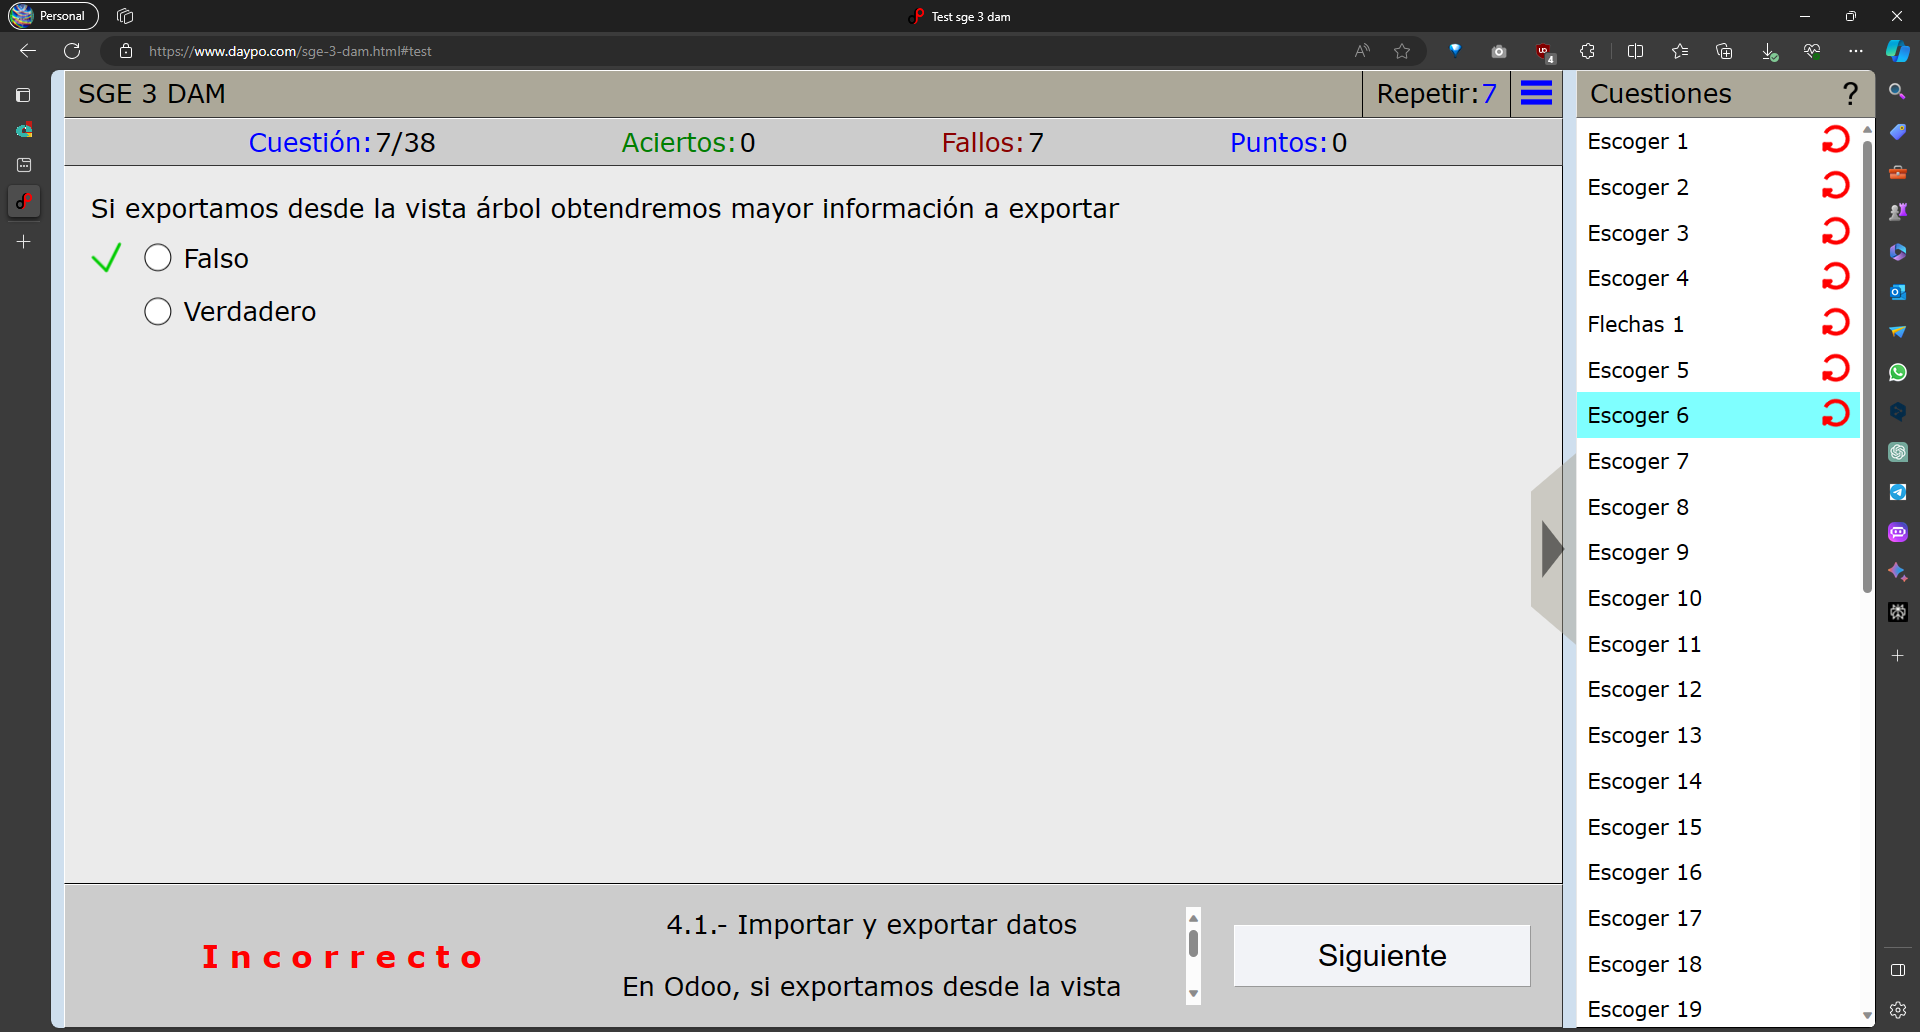 Personal
Test sge 3 dam
https://www.daypo.com/sge-3-dam.html#test
4
SGE 3 DAM
Repetir:7
Cuestión:7/38
Aciertos:0
Fallos:7
Puntos:0
Si exportamos desde la vista árbol obtendremos mayor información a exportar
Falso
Verdadero
Incorrecto
4.1.- Importar y exportar datos
En Odoo, si exportamos desde la vista
Siguiente
Cuestiones
?
Escoger 1
Escoger 2
Escoger 3
Escoger 4
Flechas 1
Escoger 5
Escoger 6
Escoger 7
Escoger 8
Escoger 9
Escoger 10
Escoger 11
Escoger 12
Escoger 13
Escoger 14
Escoger 15
Escoger 16
Escoger 17
Escoger 18
Escoger 19